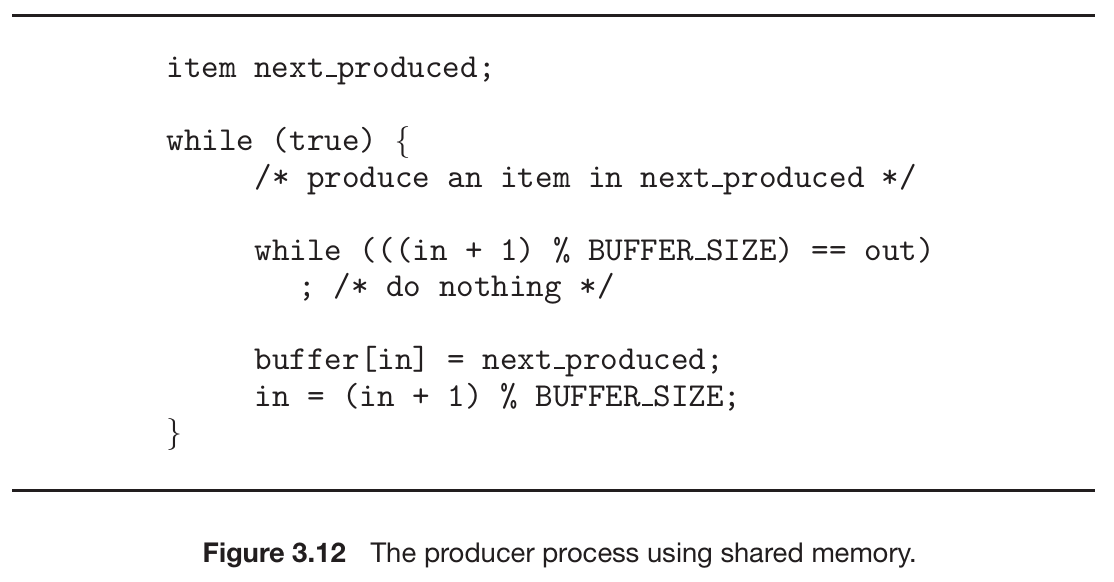 item next_produced;
while (true) {
/* produce an item in next_produced */
while (((in + 1) % BUFFER_SIZE) == out)
; /* do nothing */
buffer[in] = next_produced;
in = (in + 1) % BUFFER_SIZE;
}
Figure 3.12 The producer process using shared memory.